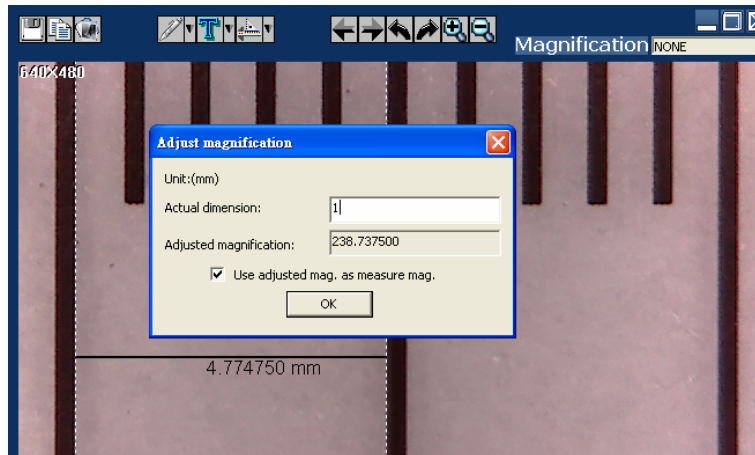 T
Magnification NONE
640X480
Adjust magnification
Unit:(mm)
Actual dimension: 1
Adjusted magnification: 238.737500
Use adjusted mag. as measure mag.
OK
4.774750 mm